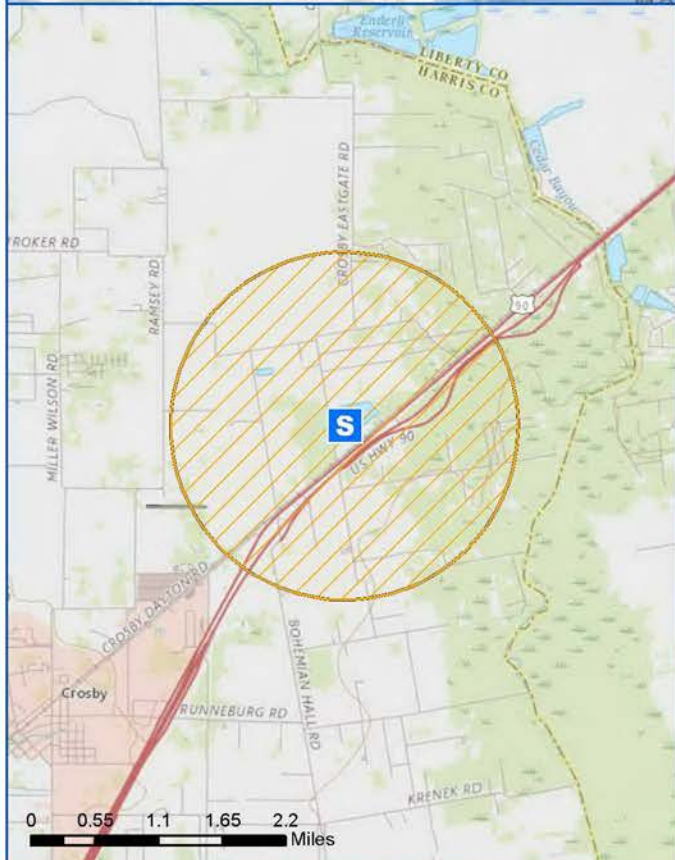 Enderli
Reservoir
LIBERTY CO
HARRIS CO
Cedar Bayou
CROSBY EASTGATE RD
TROKER RD
RAMSEY RD
90
MILLER WILSON RD
S
US HWY 90
CROSBY DAYTON RD
BOHEMIAN HALL RD
Crosby
RUNNEBURG RD
KRENEK RD
0 0.55 1.1 1.65 2.2
Miles